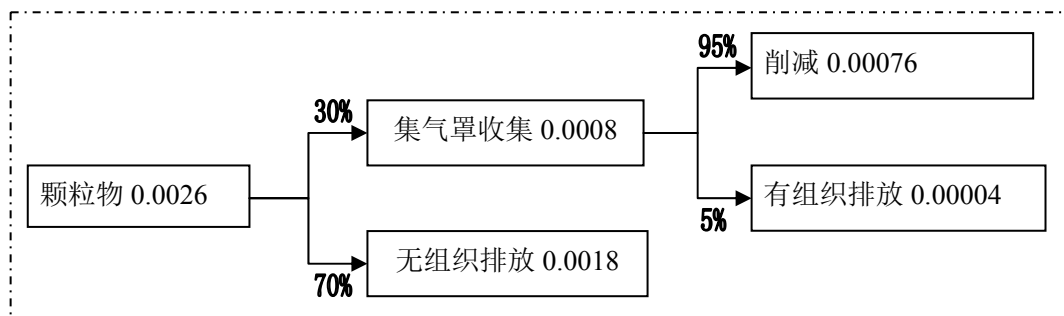 95%
削减 0.00076
30%
集气罩收集 0.0008
颗粒物 0.0026
有组织排放 0.00004
5%
无组织排放 0.0018
70%